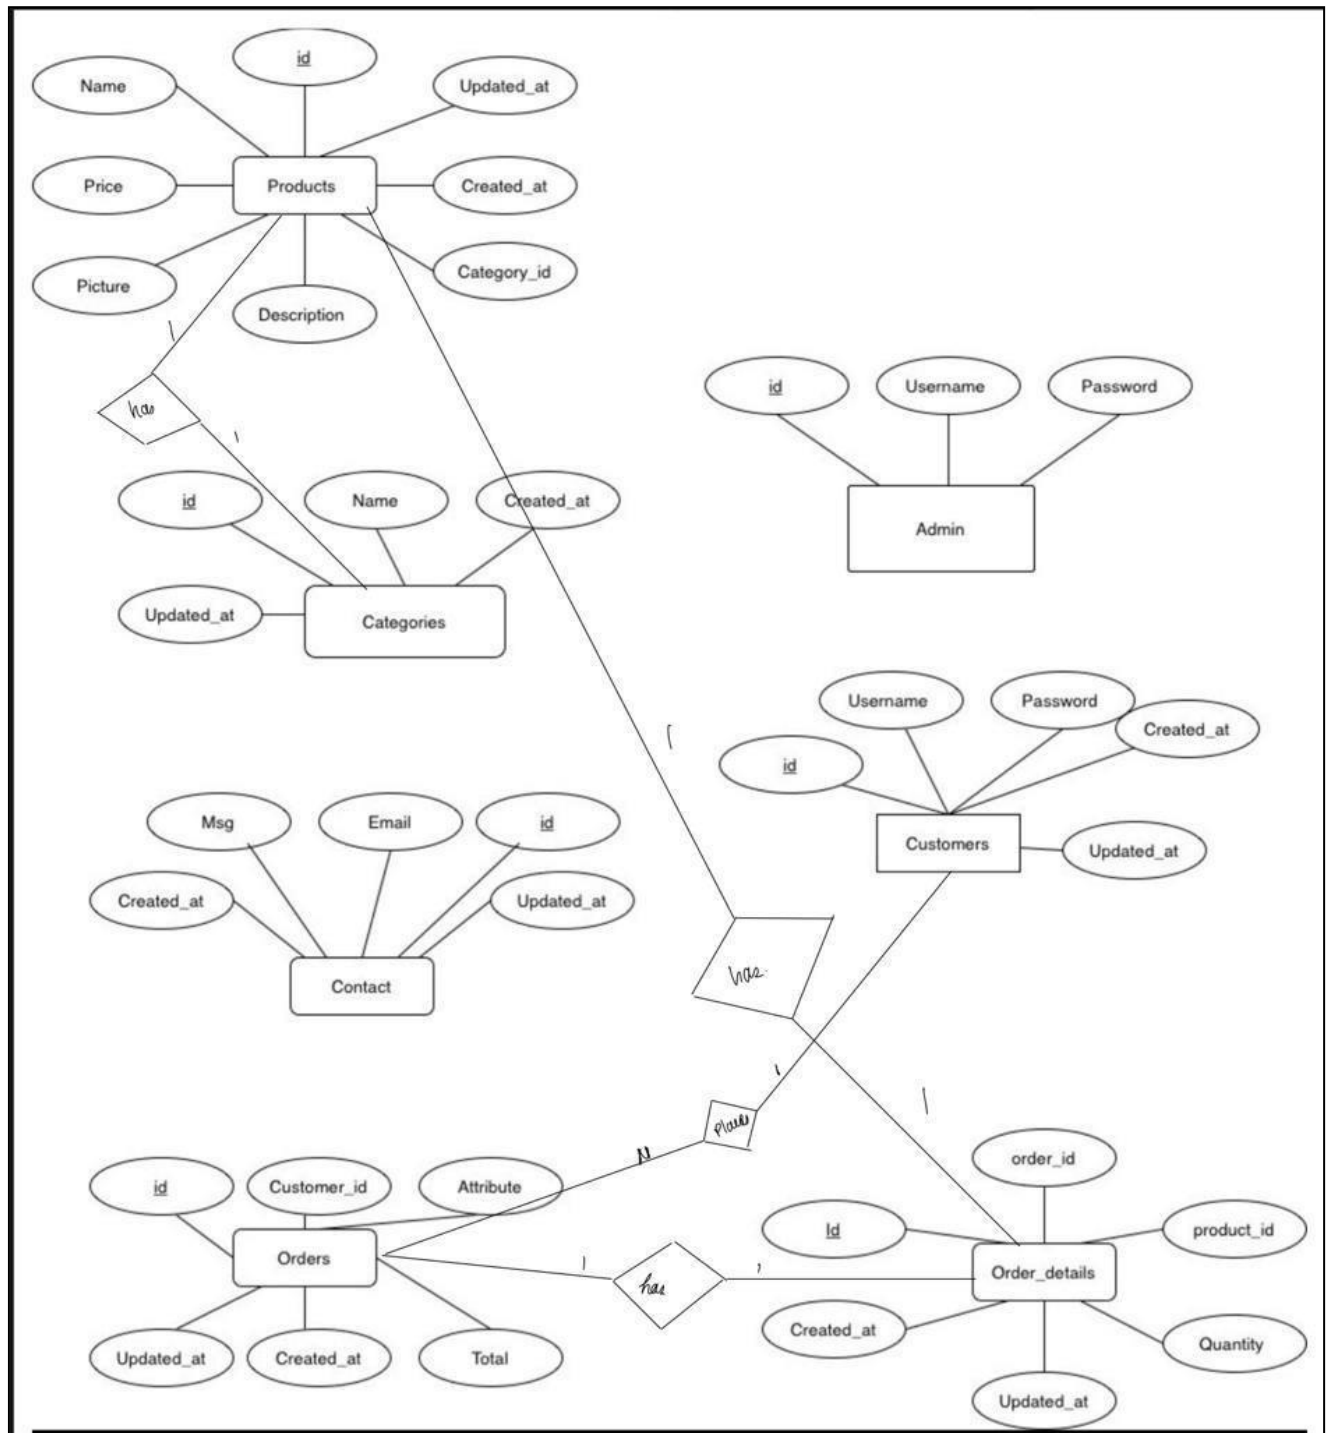 id
Name
Updated_at
Price
Products
Created_at
Category_id
Picture
Description
1
has
1
id
Name
Created_at
Updated_at
Categories
id
Username
Password
Admin
1
Username
Password
Created_at
id
Customers
Updated_at
Msg
Email
id
Created_at
Updated_at
Contact
has
1
1
N
id
Customer_id
Attribute
Orders
Updated_at
Created_at
Total
1
has
1
order_id
Id
product_id
Order_details
Created_at
Quantity
Updated_at